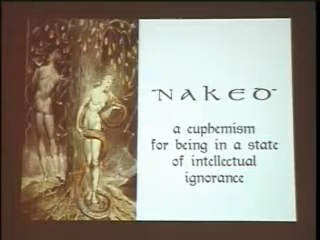 "NAKED"
a euphemism
for being in a state
of intellectual
ignorance